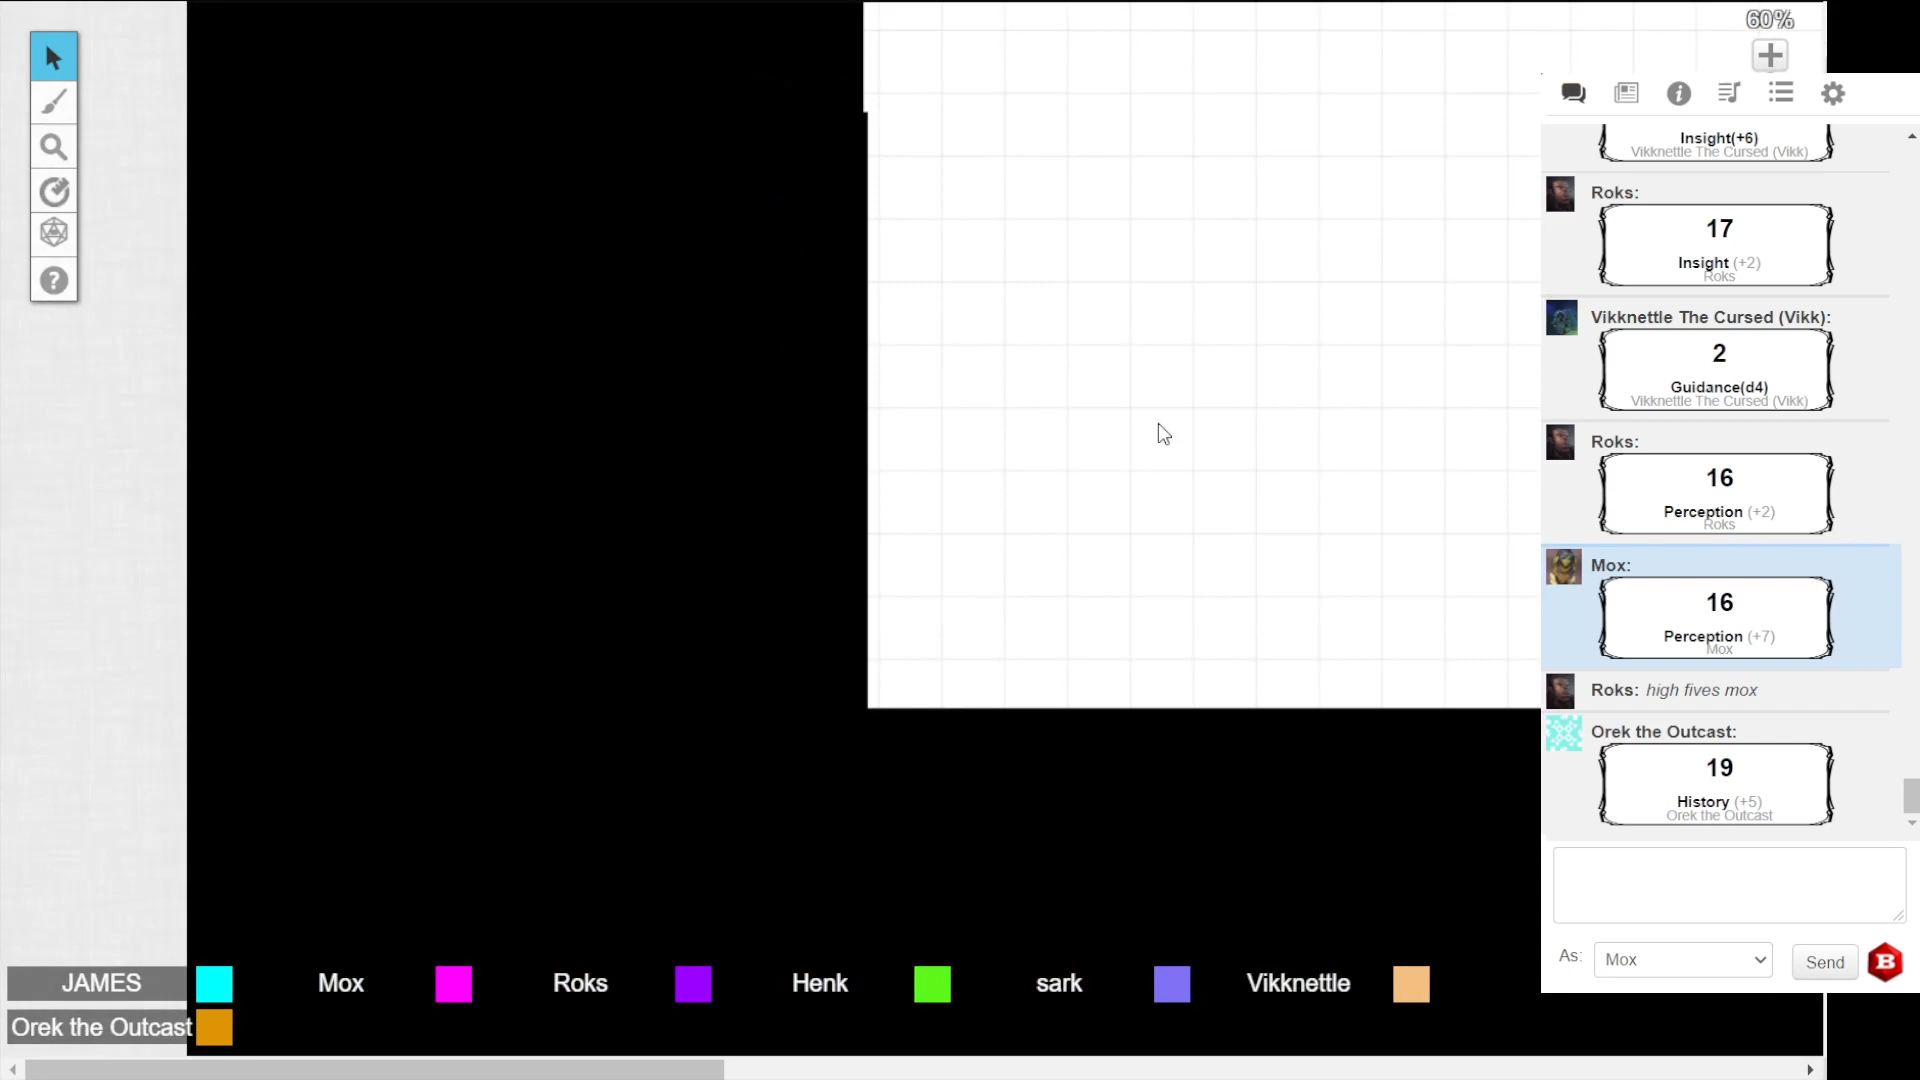 60%
Insight(+6)
Vikknettle The Cursed (Vikk)
Roks:
17
Insight (+2)
Roks
Vikknettle The Cursed (Vikk):
2
Guidance(d4)
Vikknettle The Cursed (Vikk)
Roks:
16
Perception (+2)
Roks
Mox:
16
Perception (+7)
Mox
Roks: high fives mox
Orek the Outcast:
19
History (+5)
Orek the Outcast
As: Mox Send B
JAMES Mox Roks Henk sark Vikknettle
Orek the Outcast